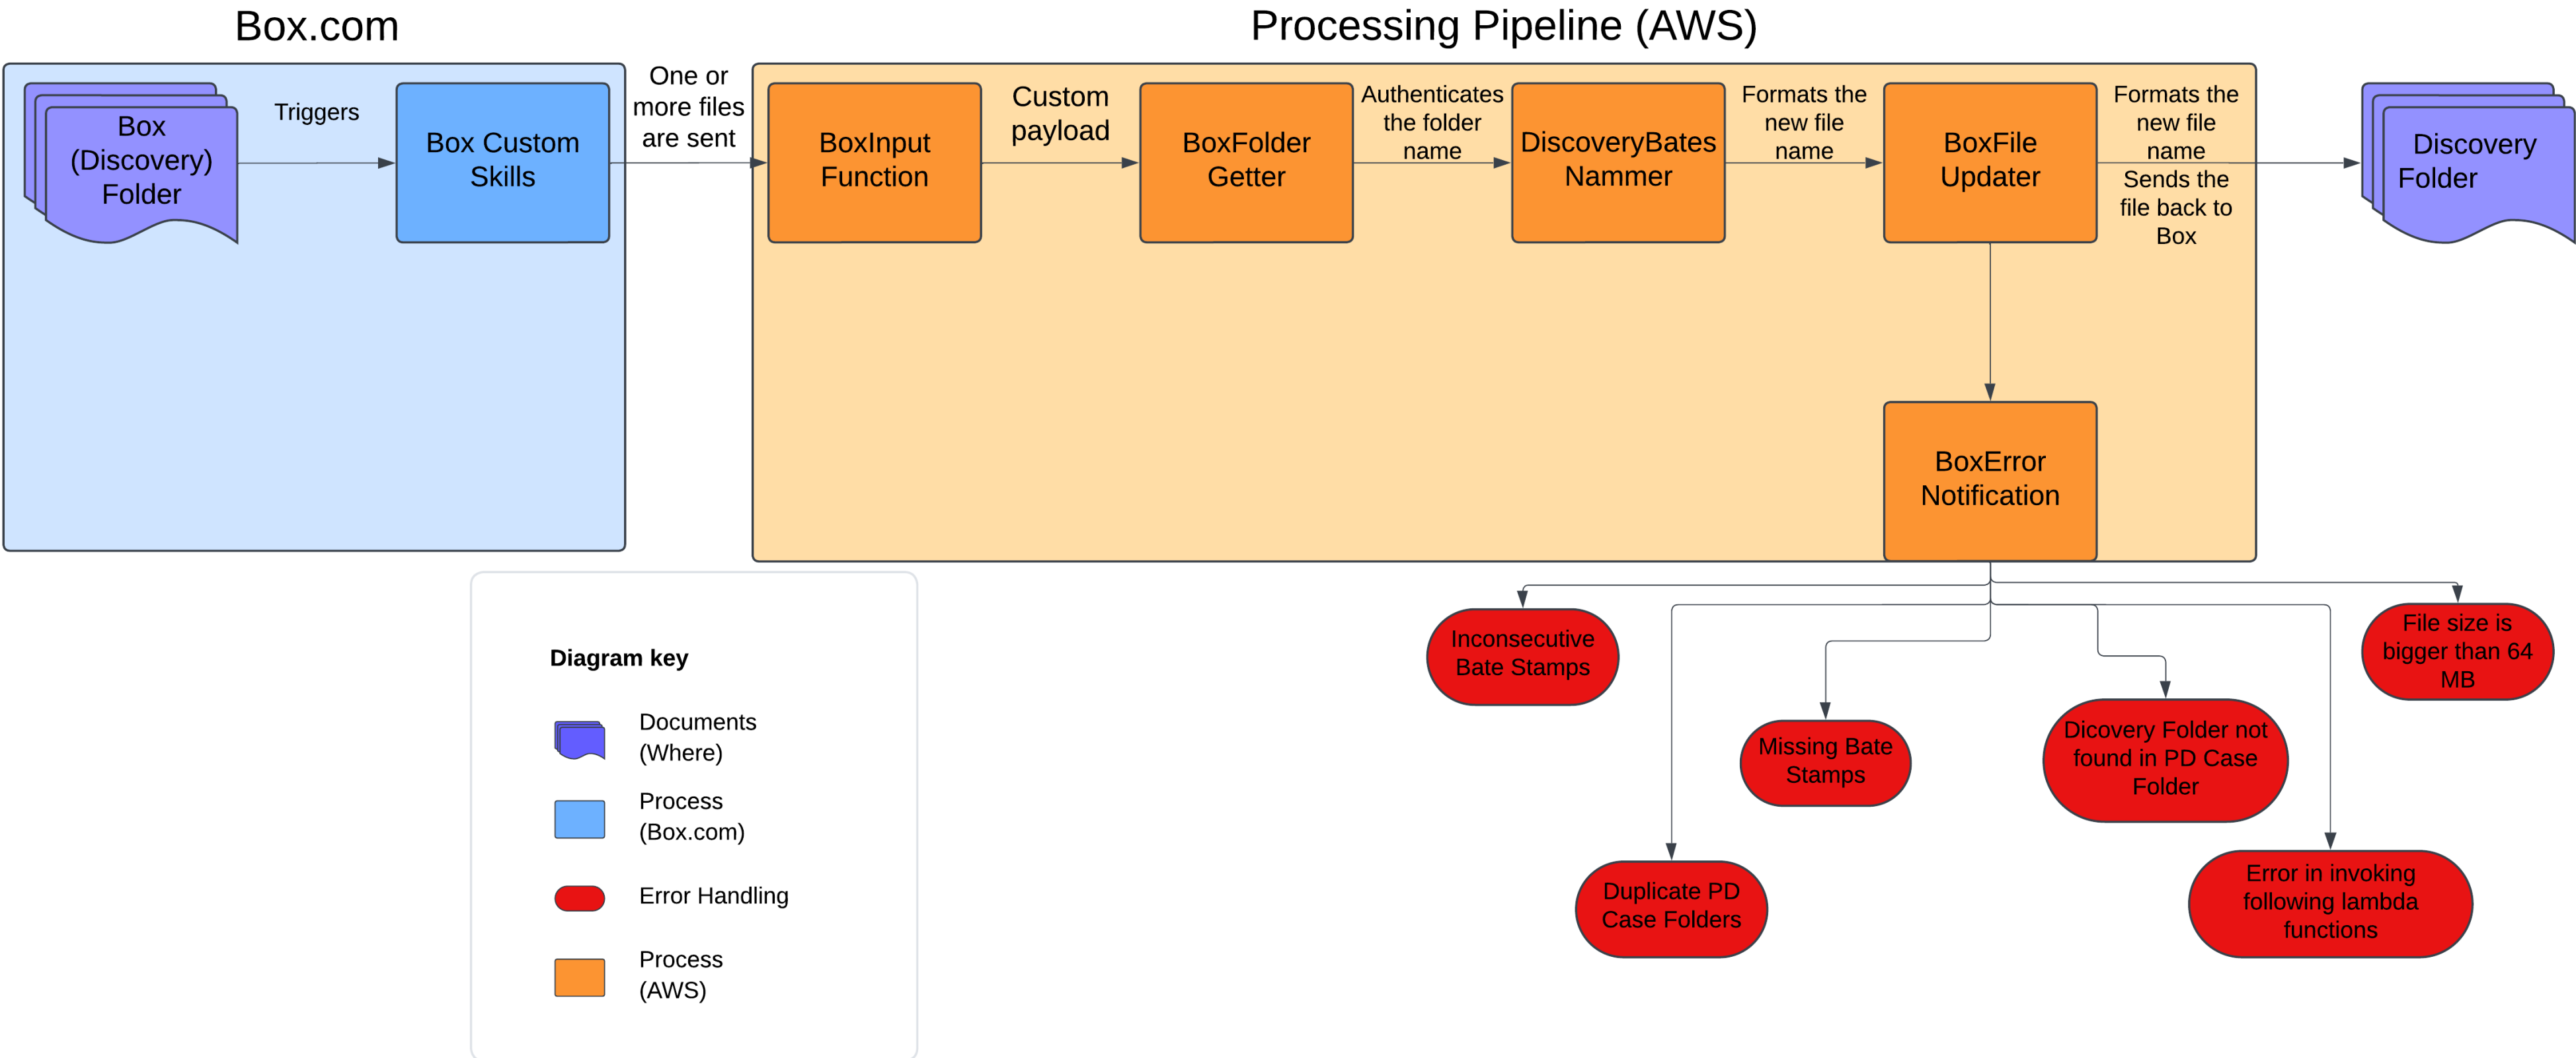 Box.com
Processing Pipeline (AWS)
Box
(Discovery)
Folder
Triggers
Box Custom
Skills
One or
more files
are sent
BoxInput
Function
Custom
payload
BoxFolder
Getter
Authenticates
the folder
name
DiscoveryBates
Nammer
Formats the
new file
name
BoxFile
Updater
Formats the
new file
name
Sends the
file back to
Box
Discovery
Folder
BoxError
Notification
Inconsecutive
Bate Stamps
File size is
bigger than 64
MB
Missing Bate
Stamps
Dicovery Folder not
found in PD Case
Folder
Duplicate PD
Case Folders
Error in invoking
following lambda
functions
Diagram key
Documents
(Where)
Process
(Box.com)
Error Handling
Process
(AWS)